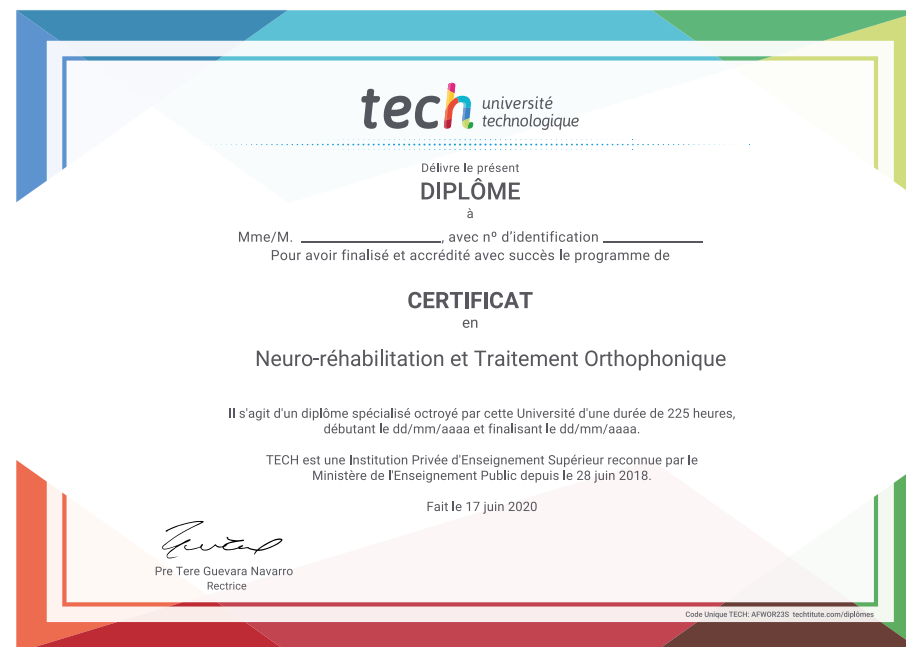 tech université
technologique
Délivre le présent
DIPLÔME
à
Mme/M. ____________________, avec nº d'identification ______________
Pour avoir finalisé et accrédité avec succès le programme de
CERTIFICAT
en
Neuro-réhabilitation et Traitement Orthophonique
Il s'agit d'un diplôme spécialisé octroyé par cette Université d'une durée de 225 heures,
débutant le dd/mm/aaaa et finalisant le dd/mm/aaaa.
TECH est une Institution Privée d'Enseignement Supérieur reconnue par le
Ministère de l'Enseignement Public depuis le 28 juin 2018.
Fait le 17 juin 2020
Pre Tere Guevara Navarro
Rectrice
Code Unique TECH: AFWOR23S techtitute.com/diplômes